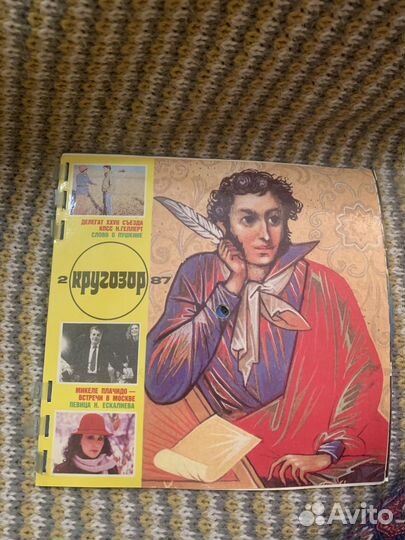 ДЕЛЕГАТ XXVII СЪЕЗДА
КПСС Н.ГЕЛЛЕРТ
СЛОВО О ПУШКИНЕ
2 КРУГОЗОР 87
МИКЕЛЕ ПЛАЧИДО —
ВСТРЕЧИ В МОСКВЕ
ПЕВИЦА Н. ЕСКАЛИЕВА
Avito